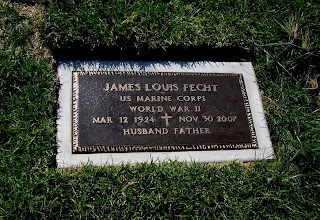 JAMES LOUIS FECHT
US MARINE CORPS
WORLD WAR II
MAR 12 1924 NOV 30 2007
HUSBAND FATHER